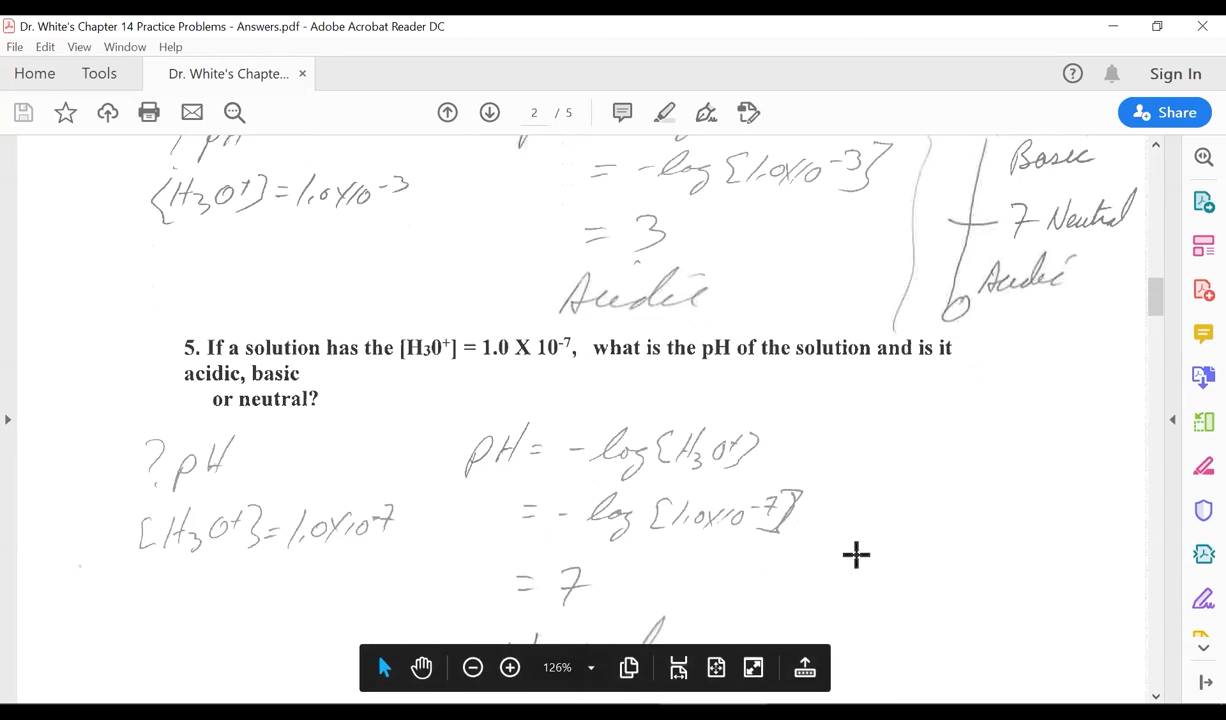 Dr. White's Chapter 14 Practice Problems - Answers.pdf - Adobe Acrobat Reader DC
File Edit View Window Help
Home Tools Dr. White's Chapte... × Sign In
2 / 5 Share
? pH
[H3O+] = 1.0X10-3
= -log [1.0X10-3]
= 3
Acidic
Basic
7 Neutral
Acidic
0
5. If a solution has the [H30+] = 1.0 X 10-7, what is the pH of the solution and is it
acidic, basic
or neutral?
? pH
[H3O+] = 1.0X10-7
pH = -log [H3O+]
= -log [1.0X10-7]
= 7
126%